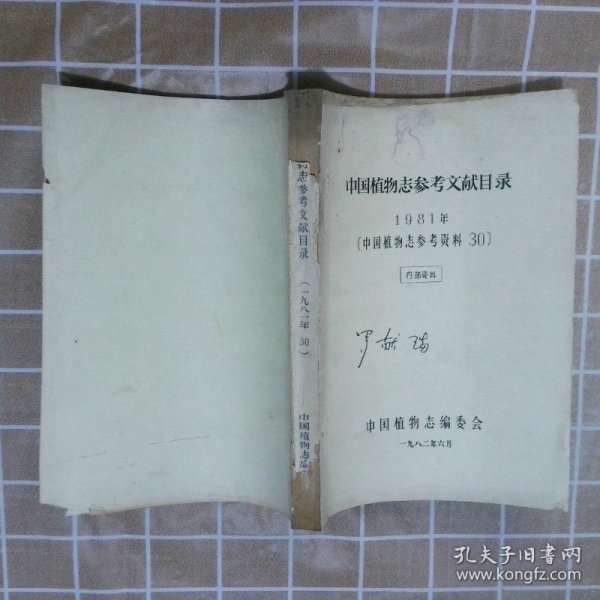 中国植物志参考文献目录
1981年
〔中国植物志参考资料 30〕
内部资料
罗献瑞
中国植物志编委会
一九八二年六月
物志参考文献目录
(一九八一年 30)
中国植物志编
孔夫子旧书网
www.kongfz.com